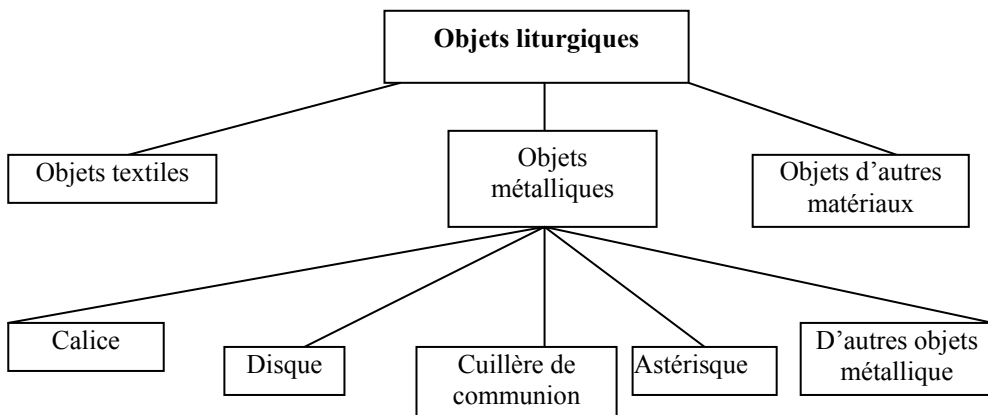 Objets liturgiques
Objets textiles
Objets
métalliques
Objets d’autres
matériaux
Calice
Disque
Cuillère de
communion
Astérisque
D’autres objets
métallique